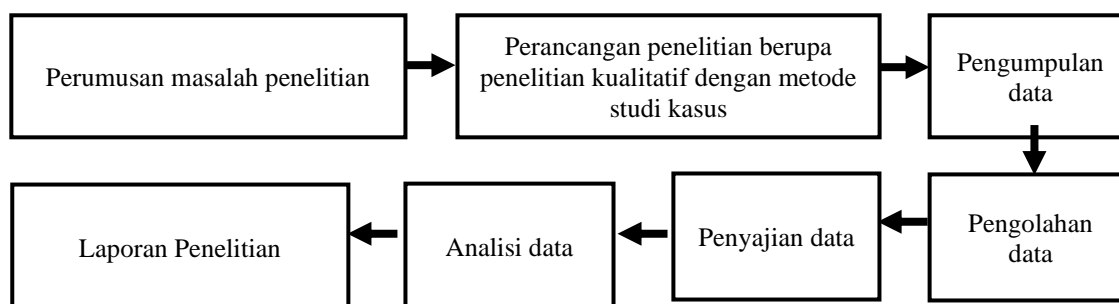 Perumusan masalah penelitian
Perancangan penelitian berupa
penelitian kualitatif dengan metode
studi kasus
Pengumpulan
data
Pengolahan
data
Penyajian data
Analisi data
Laporan Penelitian